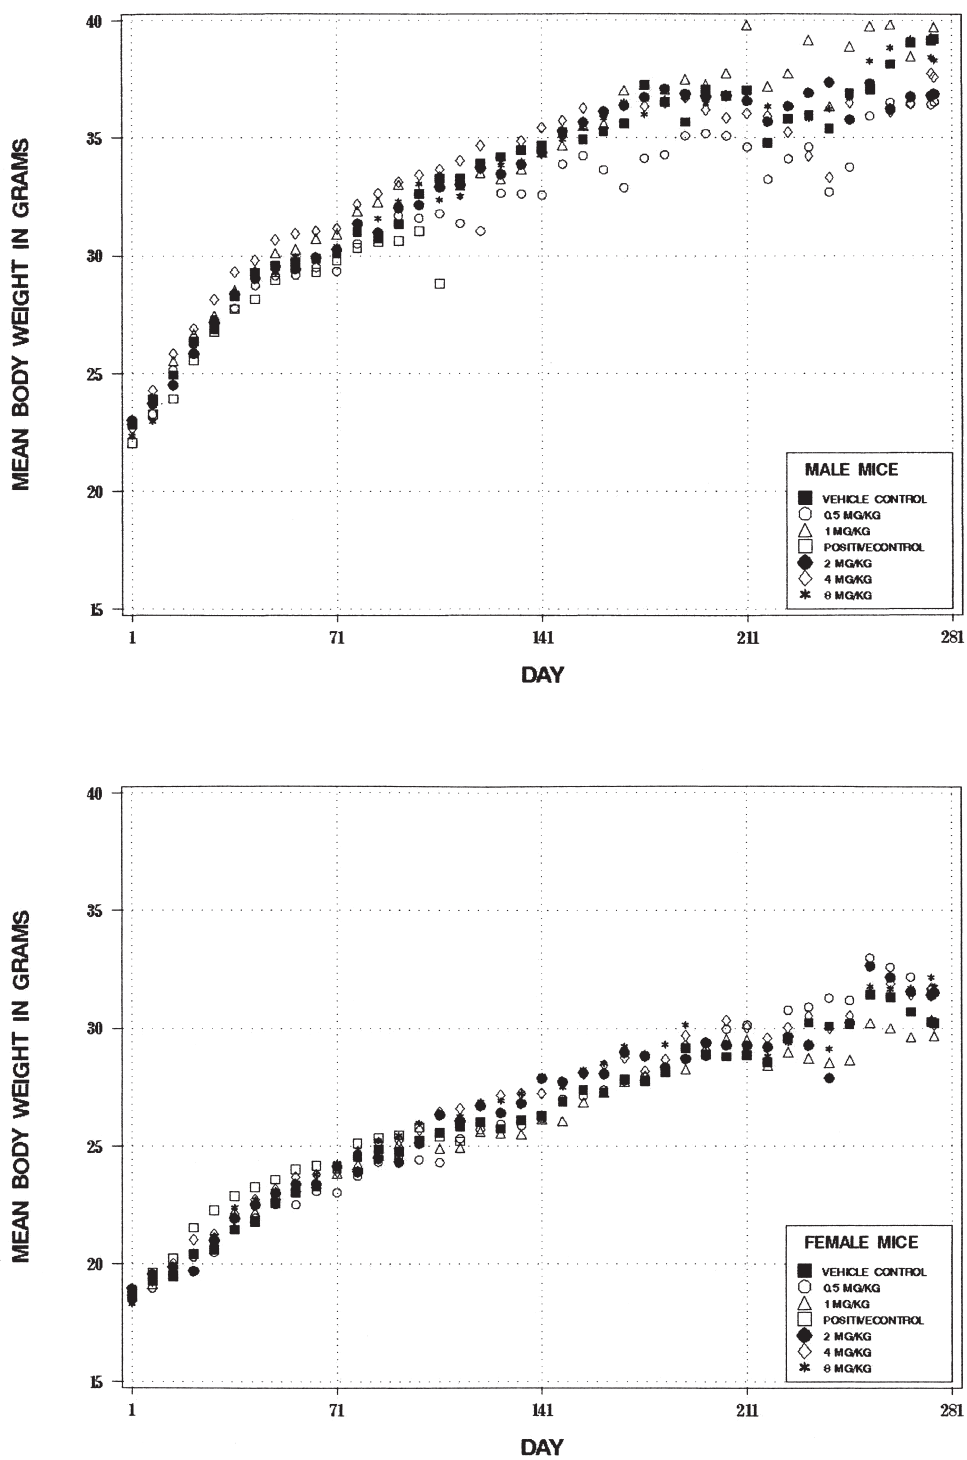 MEAN BODY WEIGHT IN GRAMS
40
35
30
25
20
15
MALE MICE
VEHICLE CONTROL
0.5 MG/KG
1 MG/KG
POSITIVECONTROL
2 MG/KG
4 MG/KG
8 MG/KG
1 71 141 211 281
DAY
MEAN BODY WEIGHT IN GRAMS
40
35
30
25
20
15
FEMALE MICE
VEHICLE CONTROL
0.5 MG/KG
1 MG/KG
POSITIVECONTROL
2 MG/KG
4 MG/KG
8 MG/KG
1 71 141 211 281
DAY